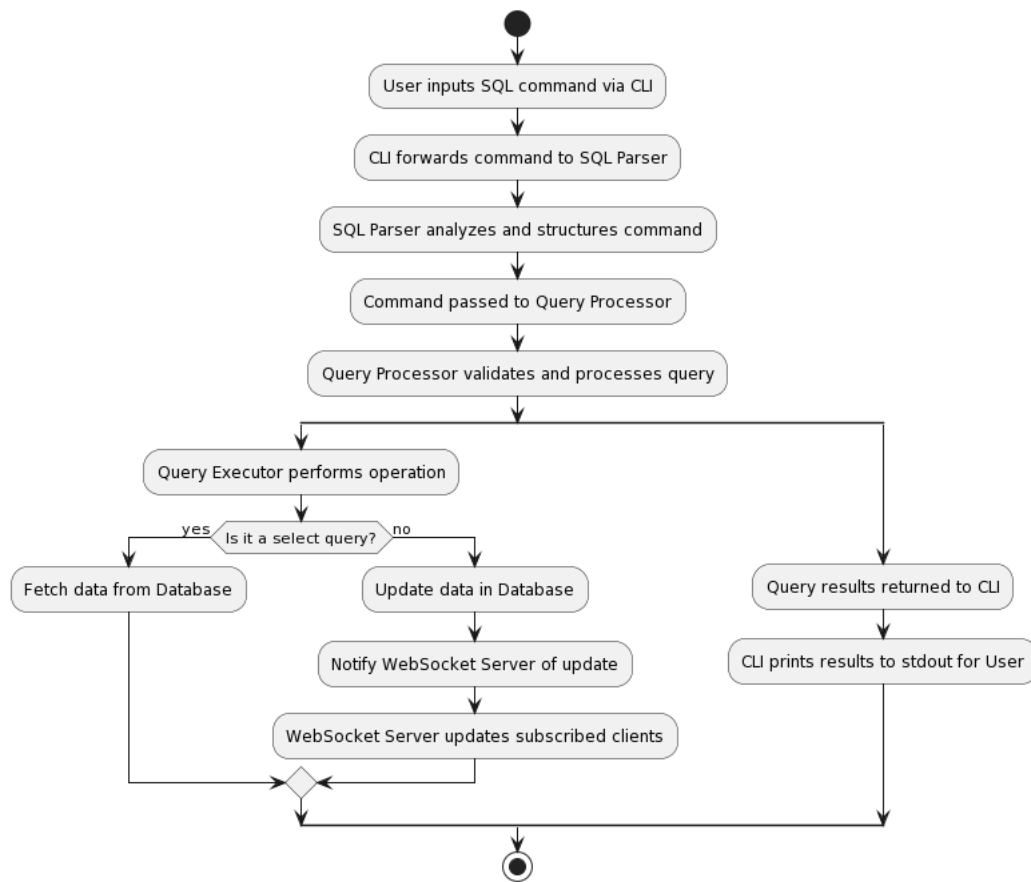 User inputs SQL command via CLI
CLI forwards command to SQL Parser
SQL Parser analyzes and structures command
Command passed to Query Processor
Query Processor validates and processes query
Query Executor performs operation
yes
Is it a select query?
no
Fetch data from Database
Update data in Database
Notify WebSocket Server of update
WebSocket Server updates subscribed clients
Query results returned to CLI
CLI prints results to stdout for User